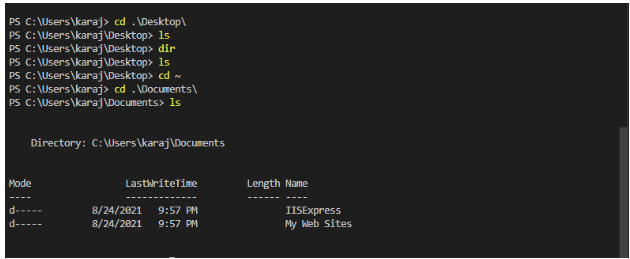 PS C:\Users\karaj> cd .\Desktop\
PS C:\Users\karaj\Desktop> ls
PS C:\Users\karaj\Desktop> dir
PS C:\Users\karaj\Desktop> ls
PS C:\Users\karaj\Desktop> cd ~
PS C:\Users\karaj> cd .\Documents\
PS C:\Users\karaj\Documents> ls
Directory: C:\Users\karaj\Documents
Mode LastWriteTime Length Name
---- ------------- ------ ----
d----- 8/24/2021 9:57 PM IISExpress
d----- 8/24/2021 9:57 PM My Web Sites